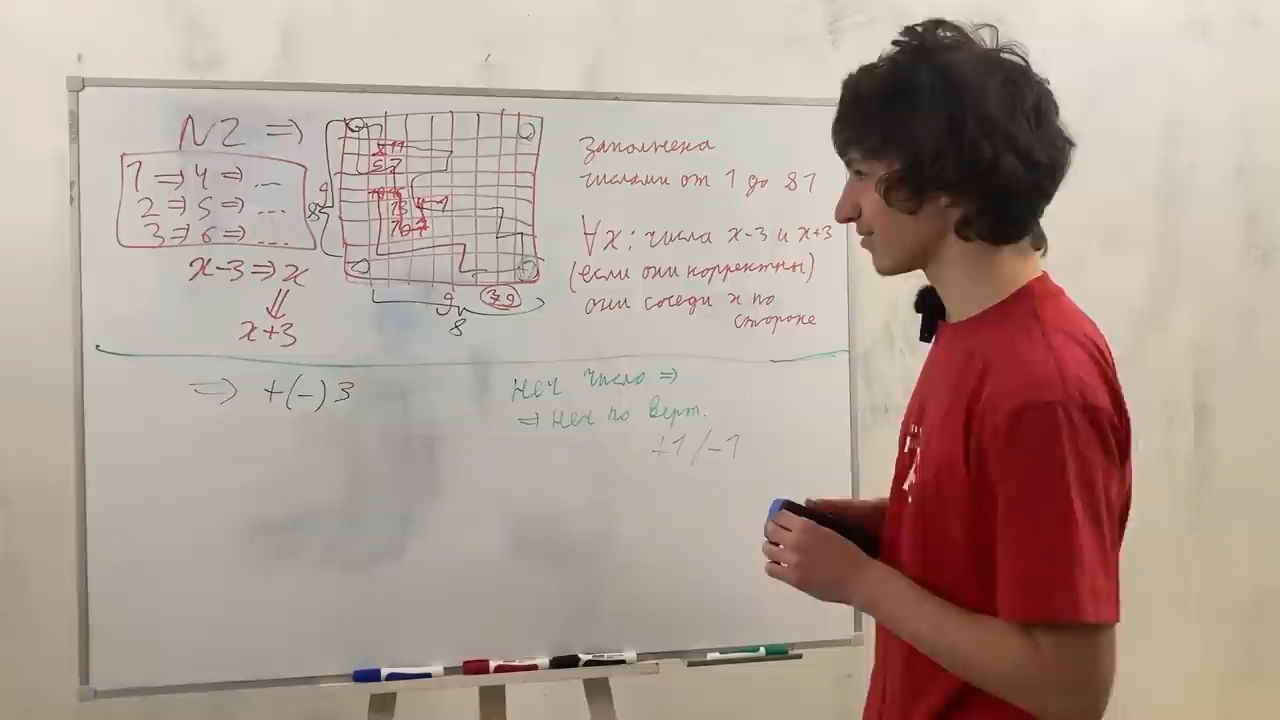 N2 ⇒
1 ⇒ 4 ⇒ ...
2 ⇒ 5 ⇒ ...
3 ⇒ 6 ⇒ ...
x-3 ⇒ x
⇓
x+3
9
8
9
39
8
Заполнена
числами от 1 до 81
∀x: числа x-3 и x+3
(если они корректны)
они соседи x по
стороне
⇒ +(-)3
Неч число ⇒
⇒ неч по верт.
+1/-1